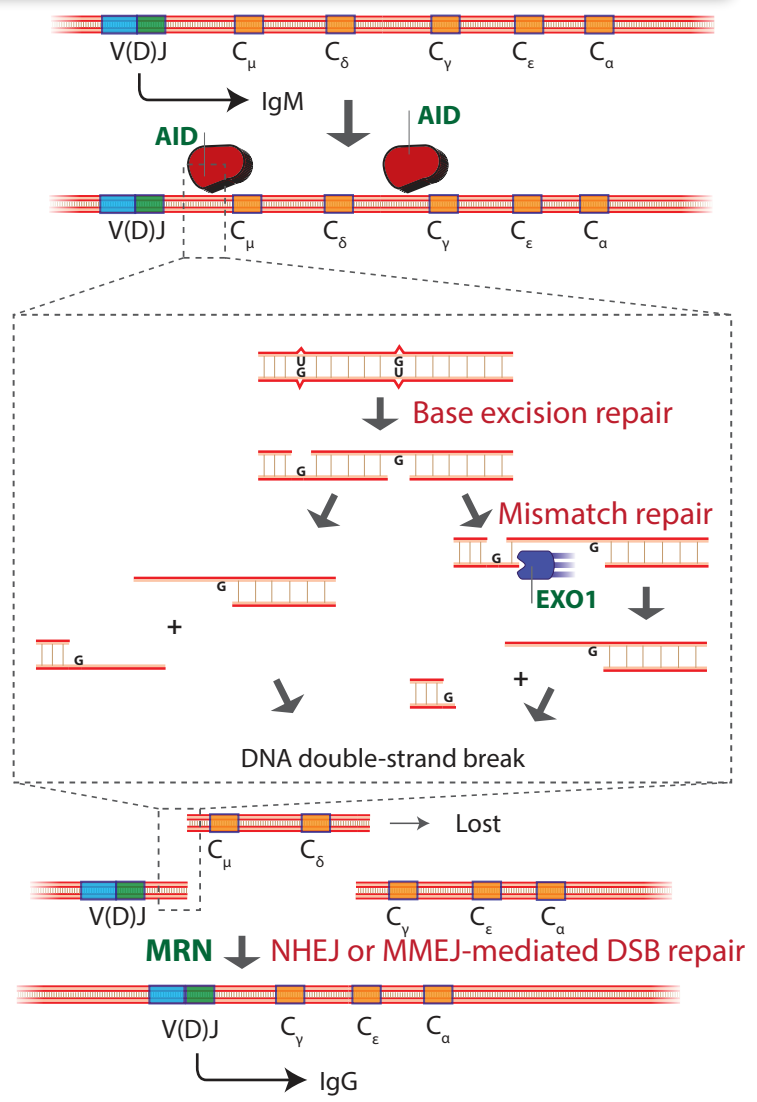 V(D)J Cμ Cδ Cγ Cε Cα
IgM
AID AID
V(D)J Cμ Cδ Cγ Cε Cα
U G
G U
Base excision repair
G G
Mismatch repair
G G
EXO1
G
+
G
G
+
G
DNA double-strand break
Cμ Cδ Lost
V(D)J Cγ Cε Cα
MRN NHEJ or MMEJ-mediated DSB repair
V(D)J Cγ Cε Cα
IgG